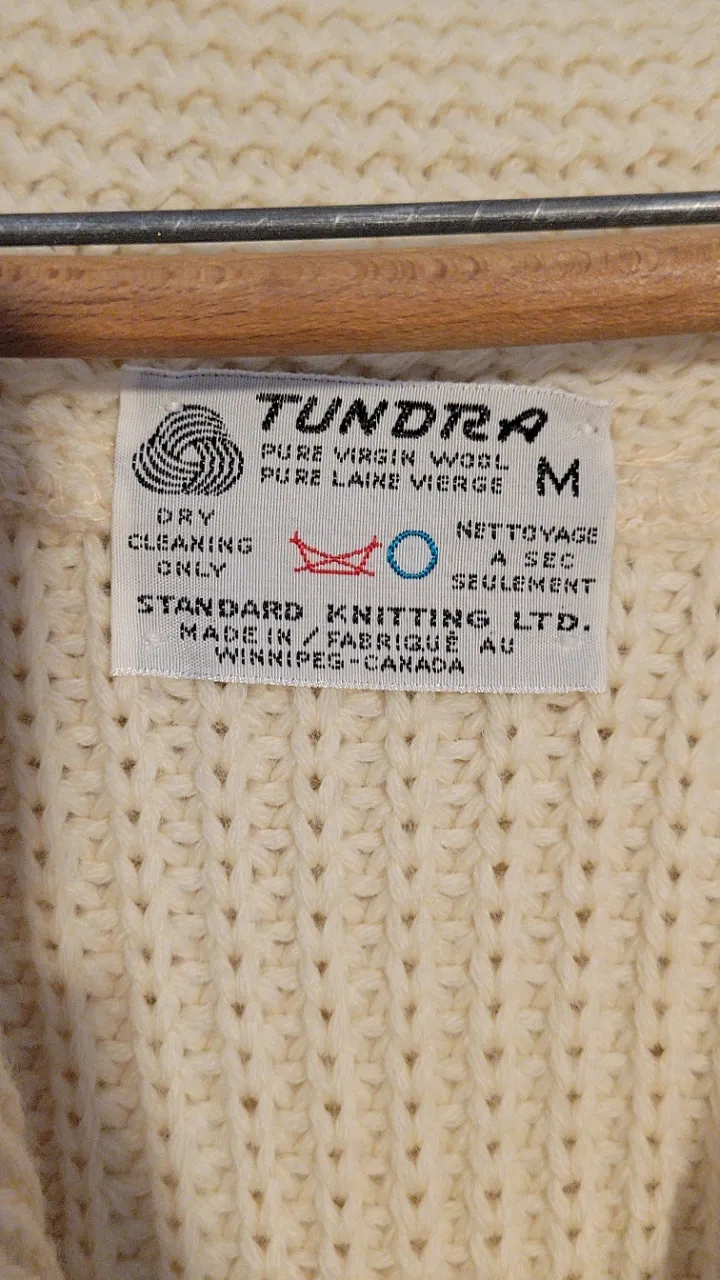 TUNDRA
PURE VIRGIN WOOL
PURE LAINE VIERGE
M
DRY
CLEANING
ONLY
NETTOYAGE
A SEC
SEULEMENT
STANDARD KNITTING LTD.
MADE IN / FABRIQUÉ AU
WINNIPEG-CANADA